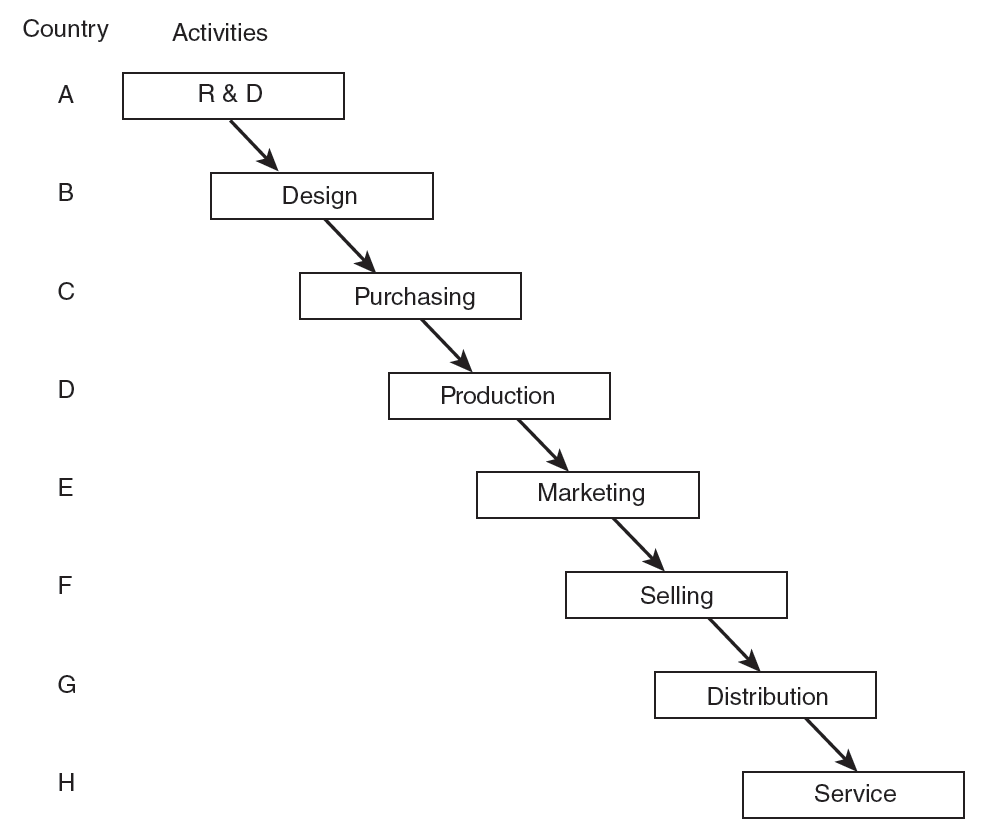 Country Activities
A R & D
B Design
C Purchasing
D Production
E Marketing
F Selling
G Distribution
H Service